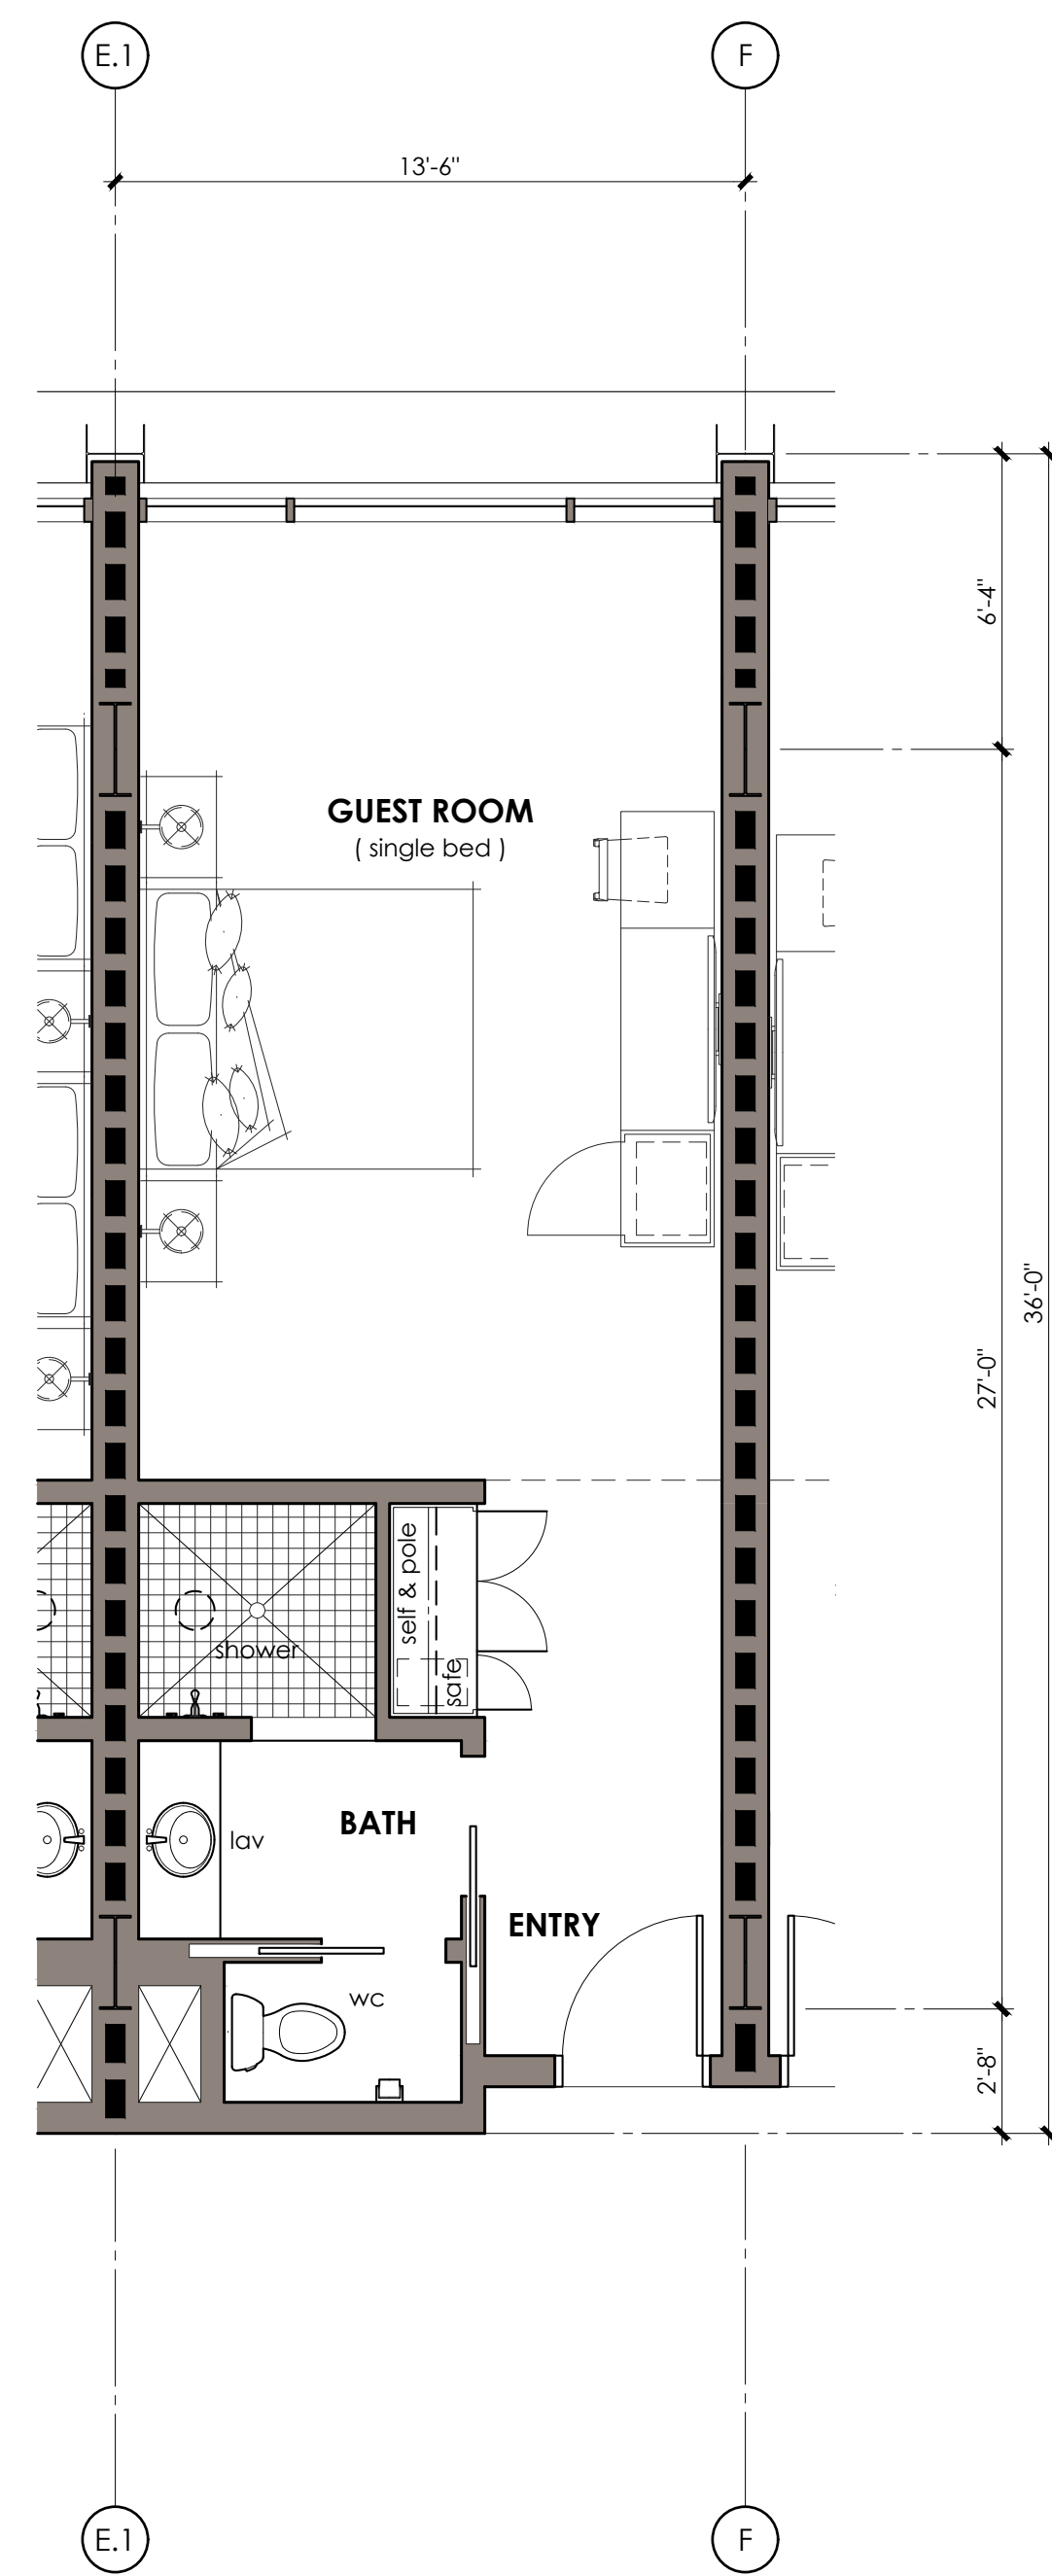 E.1
F
13'-6"
6'-4"
GUEST ROOM
( single bed )
36'-0"
27'-0"
self & pole
shower
safe
BATH
lav
ENTRY
wc
2'-8"
E.1
F